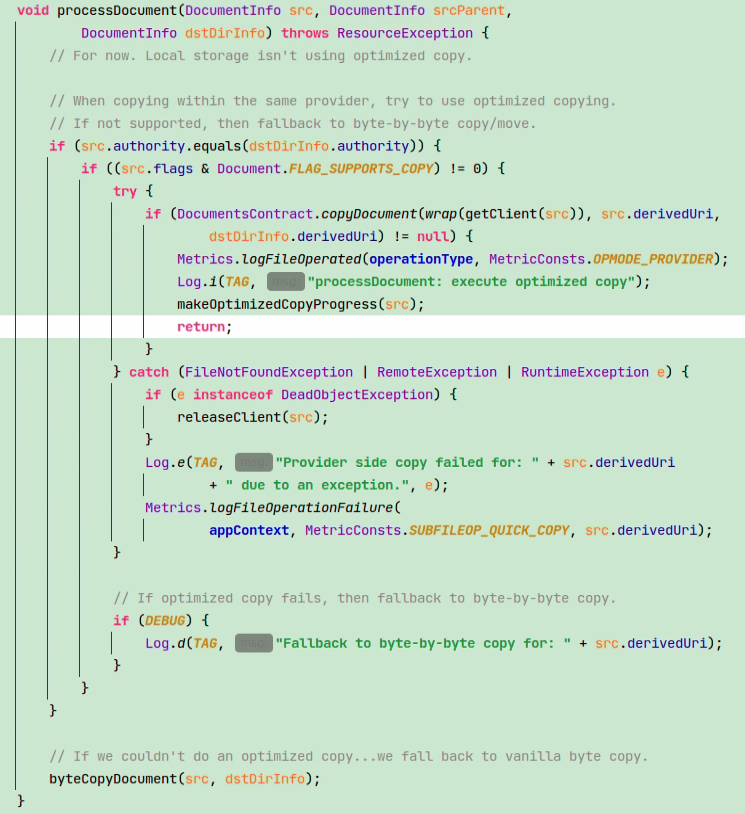 void processDocument(DocumentInfo src, DocumentInfo srcParent,
DocumentInfo dstDirInfo) throws ResourceException {
// For now. Local storage isn't using optimized copy.
// When copying within the same provider, try to use optimized copying.
// If not supported, then fallback to byte-by-byte copy/move.
if (src.authority.equals(dstDirInfo.authority)) {
if ((src.flags & Document.FLAG_SUPPORTS_COPY) != 0) {
try {
if (DocumentsContract.copyDocument(wrap(getClient(src)), src.derivedUri,
dstDirInfo.derivedUri) != null) {
Metrics.logFileOperated(operationType, MetricConsts.OPMODE_PROVIDER);
Log.i(TAG, msg: "processDocument: execute optimized copy");
makeOptimizedCopyProgress(src);
return;
}
} catch (FileNotFoundException | RemoteException | RuntimeException e) {
if (e instanceof DeadObjectException) {
releaseClient(src);
}
Log.e(TAG, msg: "Provider side copy failed for: " + src.derivedUri
+ " due to an exception.", e);
Metrics.logFileOperationFailure(
appContext, MetricConsts.SUBFILEOP_QUICK_COPY, src.derivedUri);
}
// If optimized copy fails, then fallback to byte-by-byte copy.
if (DEBUG) {
Log.d(TAG, msg: "Fallback to byte-by-byte copy for: " + src.derivedUri);
}
}
}
// If we couldn't do an optimized copy...we fall back to vanilla byte copy.
byteCopyDocument(src, dstDirInfo);
}